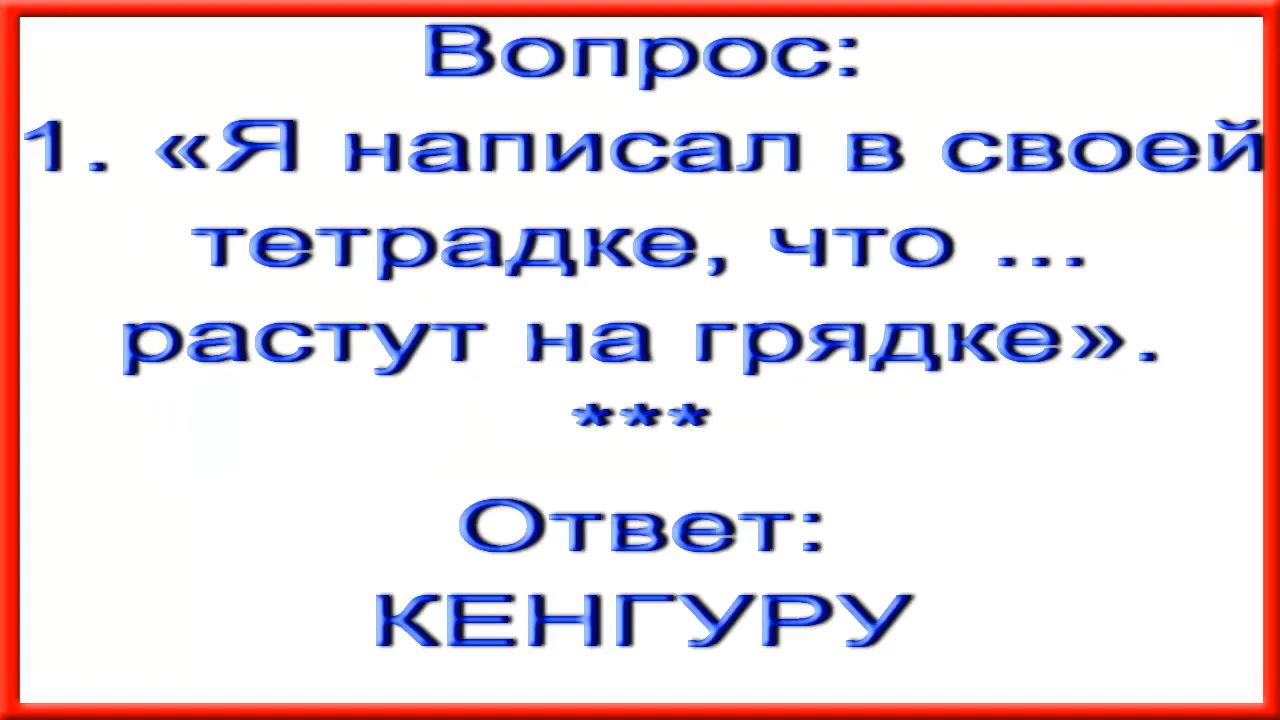 Вопрос:
1. «Я написал в своей
тетрадке, что ...
растут на грядке».
***
Ответ:
КЕНГУРУ